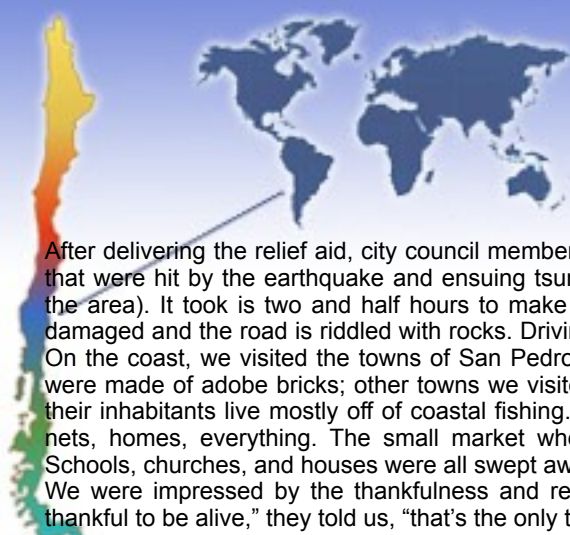 After delivering the relief aid, city council member
that were hit by the earthquake and ensuing tsu
the area). It took is two and half hours to make
damaged and the road is riddled with rocks. Drivi
On the coast, we visited the towns of San Pedro
were made of adobe bricks; other towns we visite
their inhabitants live mostly off of coastal fishing.
nets, homes, everything. The small market whe
Schools, churches, and houses were all swept aw
We were impressed by the thankfulness and re
thankful to be alive,” they told us, “that’s the only t